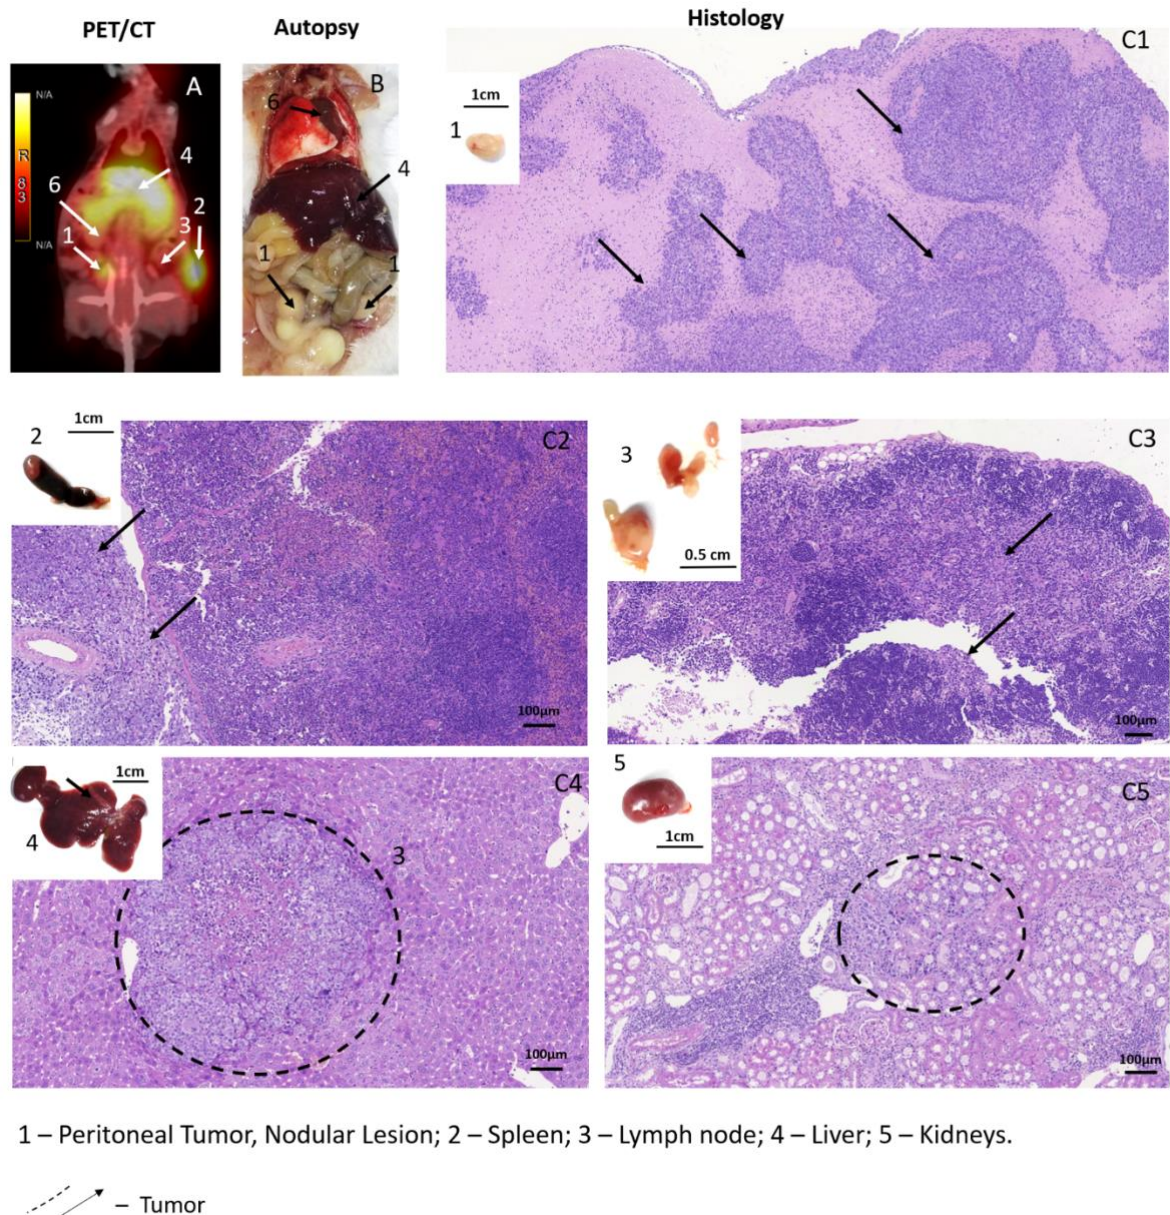 PET/CT
Autopsy
Histology
A
N/A
R
8
3
N/A
4
6
2
1
3
B
6
4
1
1
C1
1cm
1
C2
1cm
2
C3
3
0.5 cm
100µm
100µm
C4
1cm
4
3
100µm
C5
5
1cm
100µm
1 – Peritoneal Tumor, Nodular Lesion; 2 – Spleen; 3 – Lymph node; 4 – Liver; 5 – Kidneys.
– Tumor